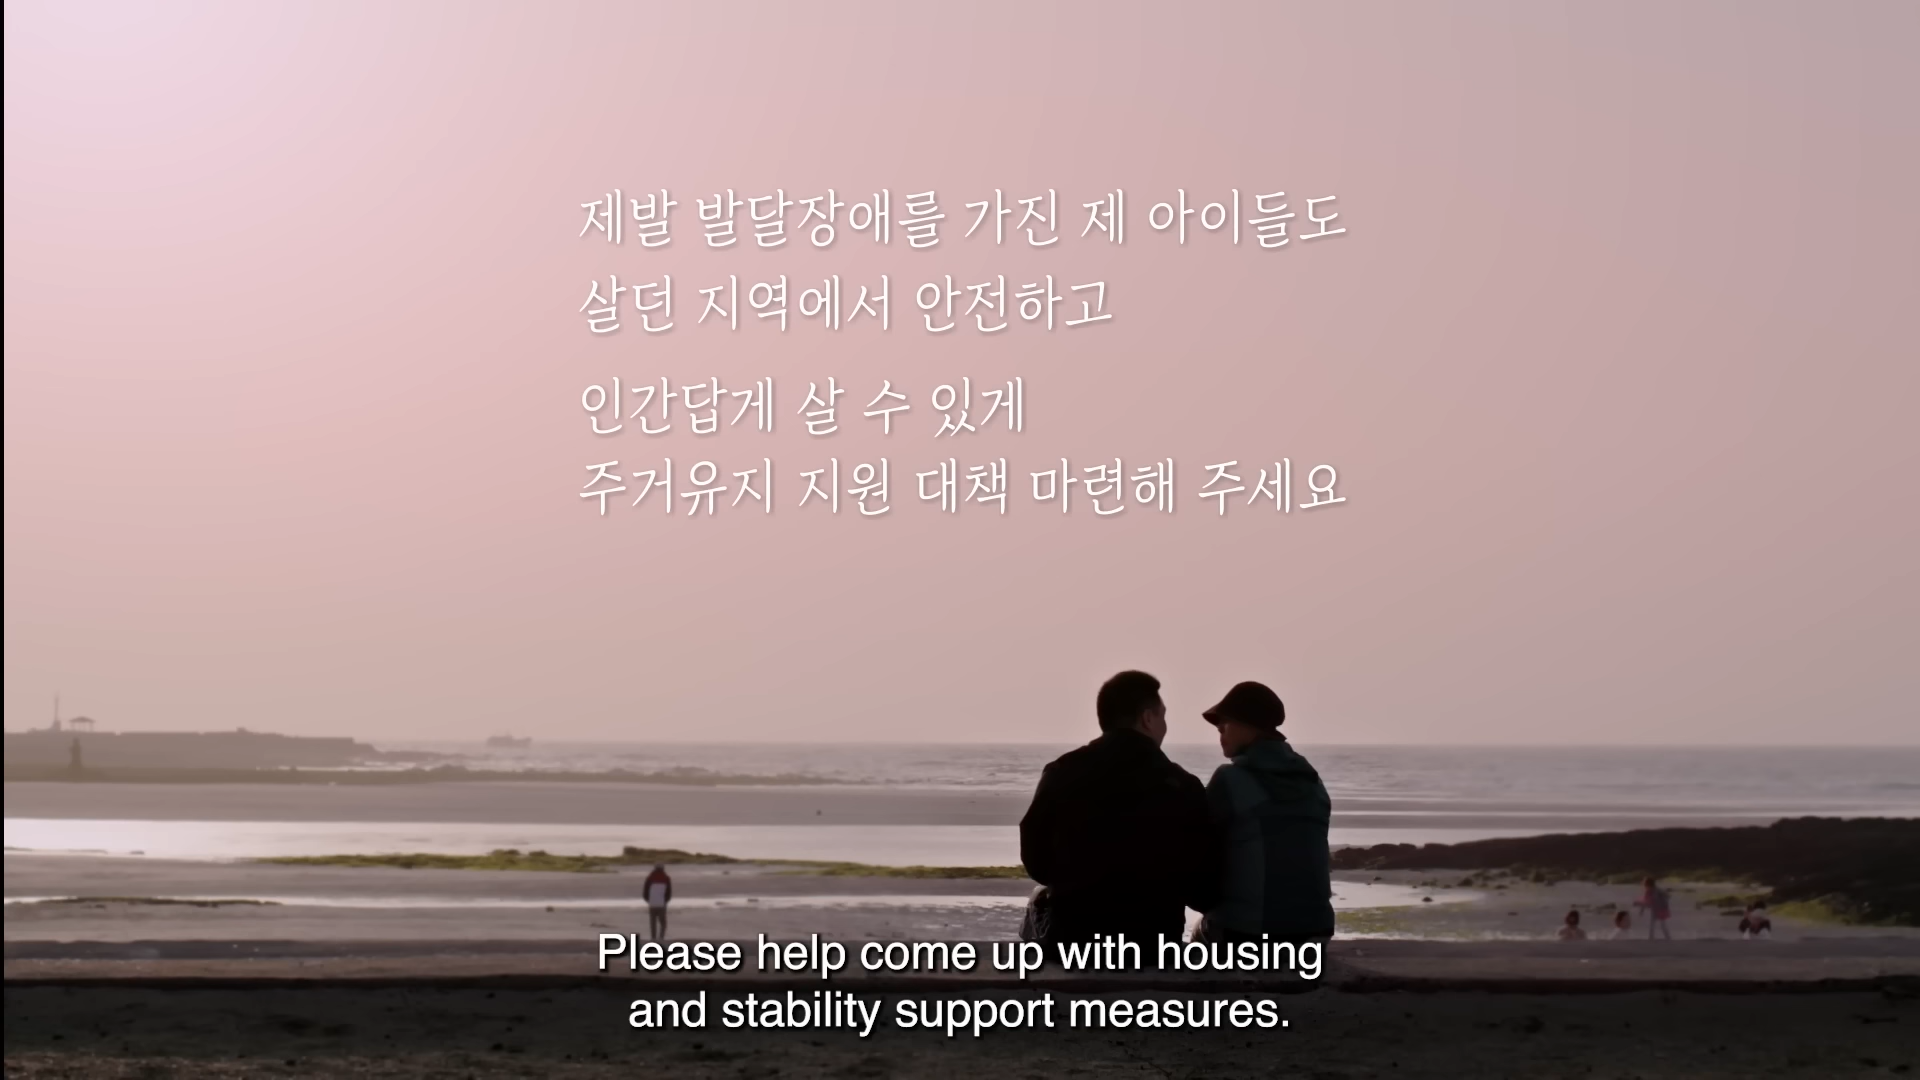 제발 발달장애를 가진 제 아이들도
살던 지역에서 안전하고
인간답게 살 수 있게
주거유지 지원 대책 마련해 주세요
Please help come up with housing
and stability support measures.